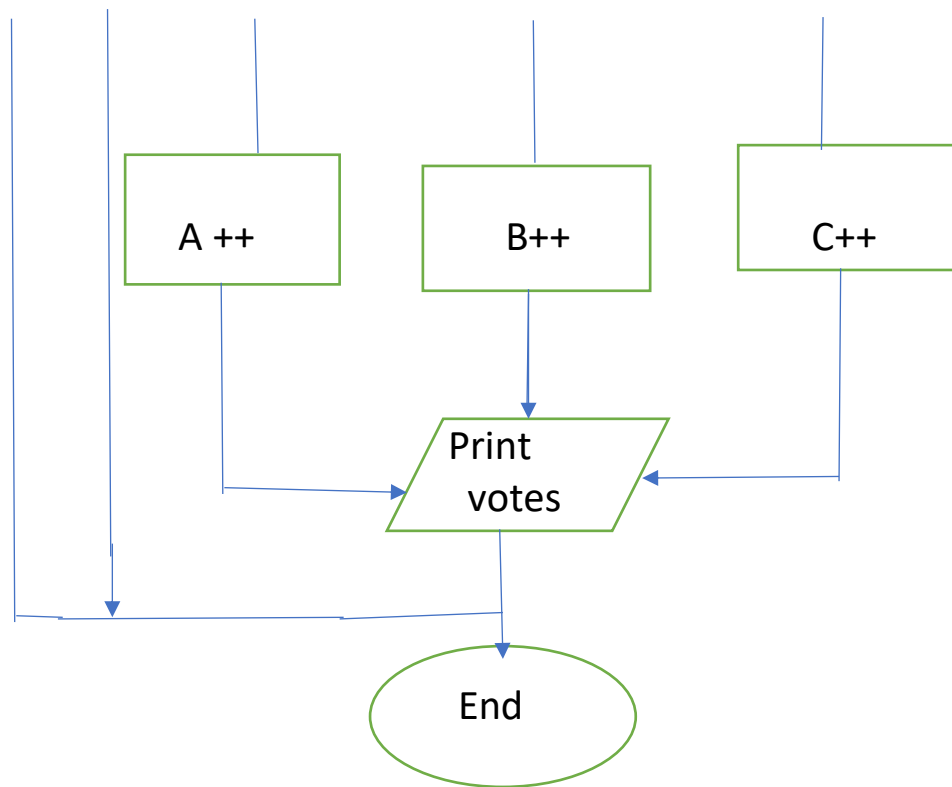 A ++
B++
C++
Print
votes
End